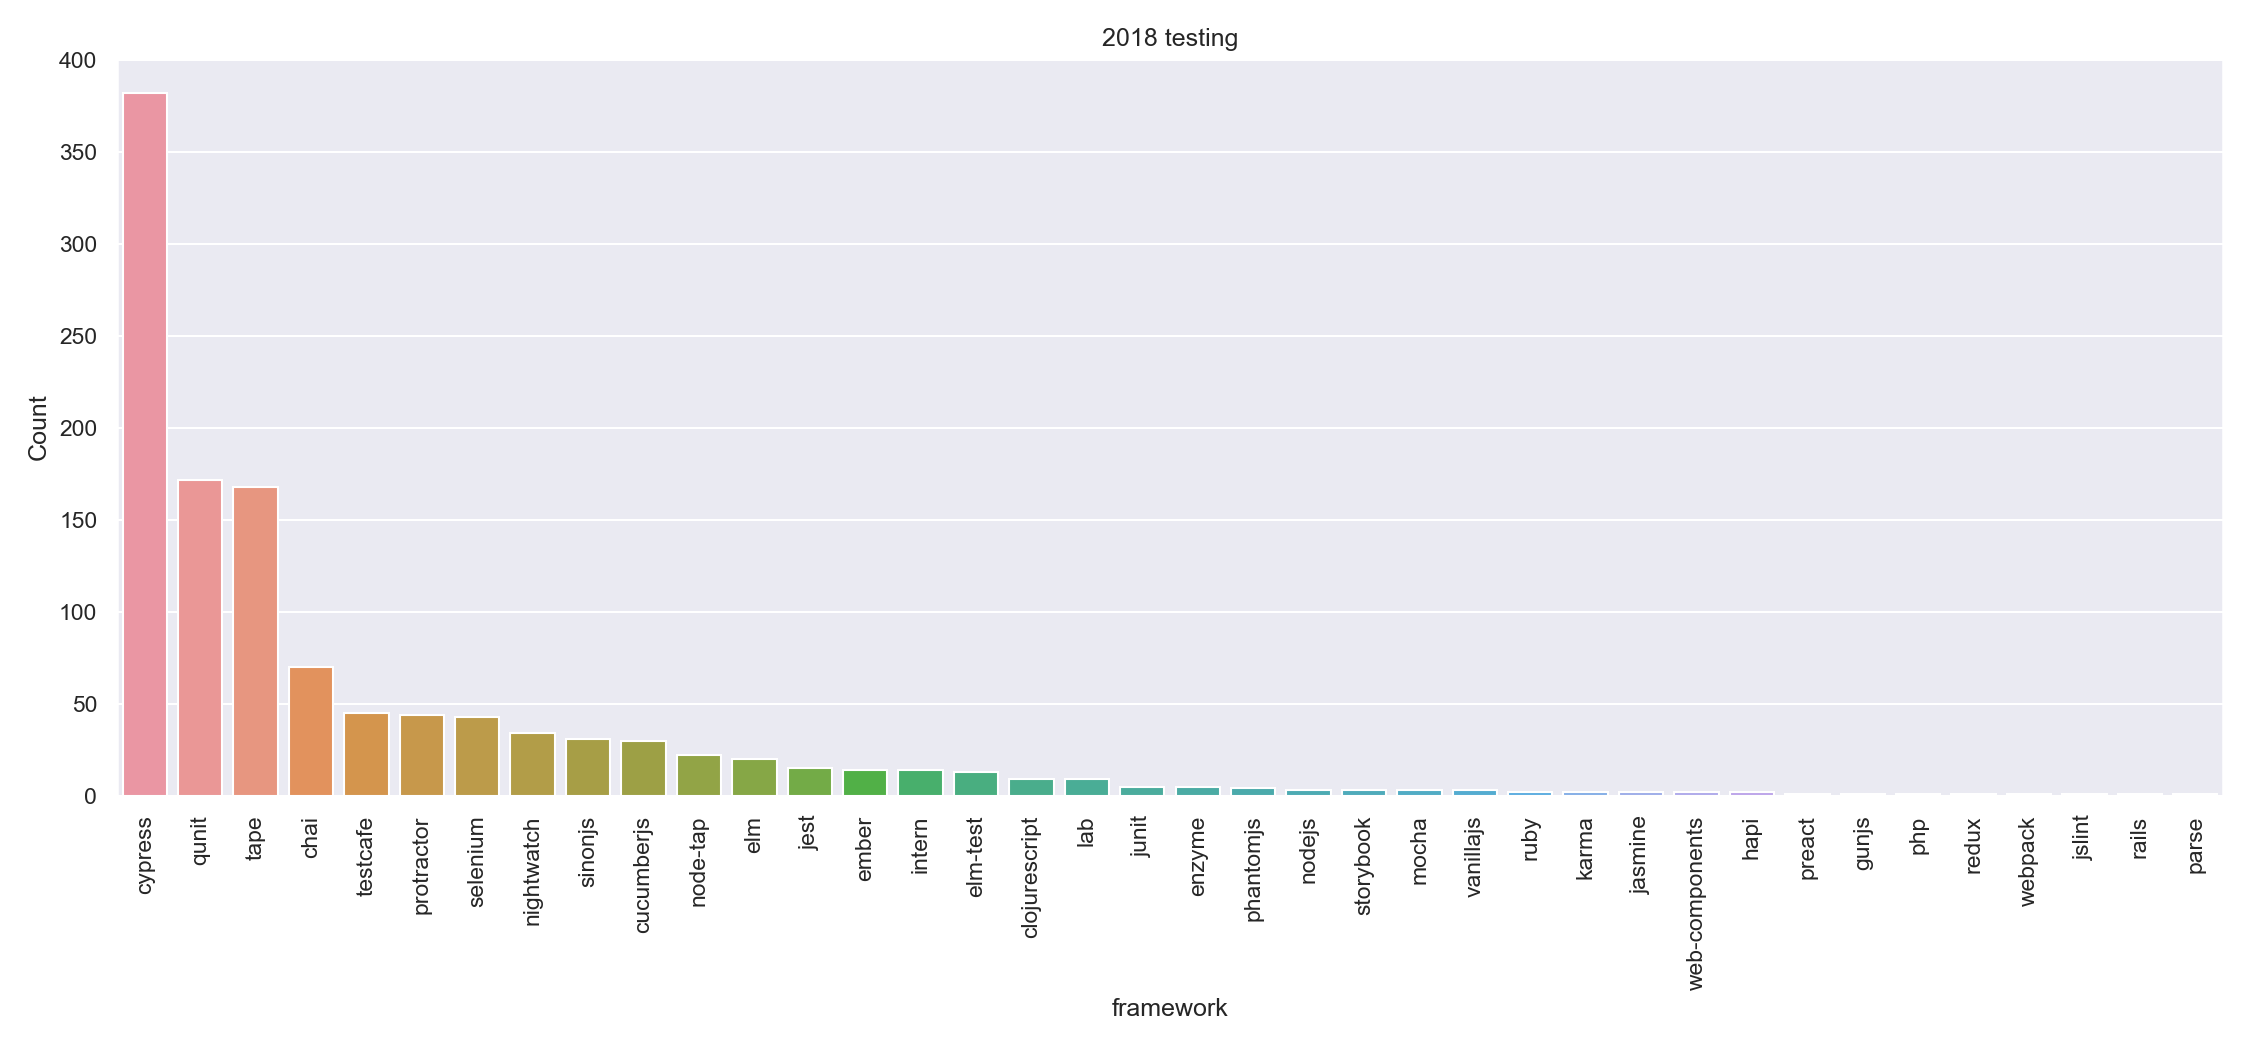 2018 testing
400
350
300
250
200
150
100
50
0
Count
cypress
qunit
tape
chai
testcafe
protractor
selenium
nightwatch
sinonjs
cucumberjs
node-tap
elm
jest
ember
intern
elm-test
clojurescript
lab
junit
enzyme
phantomjs
nodejs
storybook
mocha
vanillajs
ruby
karma
jasmine
web-components
hapi
preact
gunjs
php
redux
webpack
jslint
rails
parse
framework